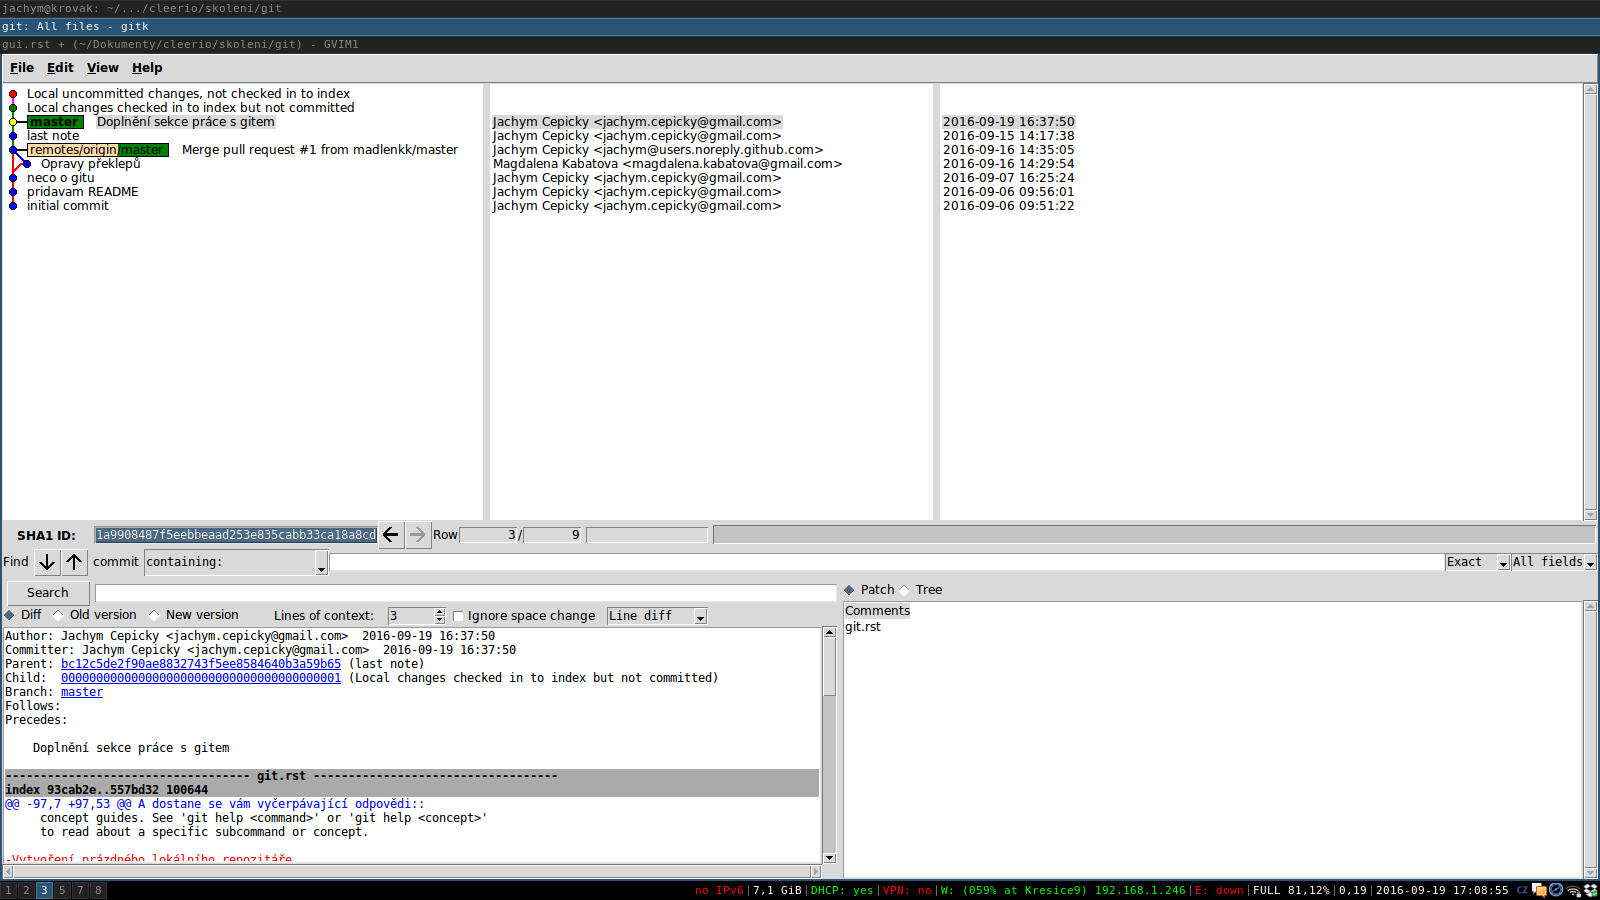 jachym@krovak: ~/.../cleerio/skoleni/git
git: All files - gitk
gui.rst + (~/Dokumenty/cleerio/skoleni/git) - GVIM1
File Edit View Help
Local uncommitted changes, not checked in to index
Local changes checked in to index but not committed
master Doplnění sekce práce s gitem Jachym Cepicky <jachym.cepicky@gmail.com> 2016-09-19 16:37:50
last note Jachym Cepicky <jachym.cepicky@gmail.com> 2016-09-15 14:17:38
remotes/origin/master Merge pull request #1 from madlenkk/master Jachym Cepicky <jachym@users.noreply.github.com> 2016-09-16 14:35:05
Opravy překlepů Magdalena Kabatova <magdalena.kabatova@gmail.com> 2016-09-16 14:29:54
neco o gitu Jachym Cepicky <jachym.cepicky@gmail.com> 2016-09-07 16:25:24
pridavam README Jachym Cepicky <jachym.cepicky@gmail.com> 2016-09-06 09:56:01
initial commit Jachym Cepicky <jachym.cepicky@gmail.com> 2016-09-06 09:51:22
SHA1 ID: 1a9908487f5eebbeaad253e835cabb33ca18a8cd Row 3 / 9
Find commit containing: Exact All fields
Search
Diff Old version New version Lines of context: 3 Ignore space change Line diff
Author: Jachym Cepicky <jachym.cepicky@gmail.com> 2016-09-19 16:37:50
Committer: Jachym Cepicky <jachym.cepicky@gmail.com> 2016-09-19 16:37:50
Parent: bc12c5de2f90ae8832743f5ee8584640b3a59b65 (last note)
Child: 0000000000000000000000000000000000000001 (Local changes checked in to index but not committed)
Branch: master
Follows:
Precedes:
Doplnění sekce práce s gitem
----------------------------------- git.rst -----------------------------------
index 93cab2e..557bd32 100644
@@ -97,7 +97,53 @@ A dostane se vám vyčerpávající odpovědi::
concept guides. See 'git help <command>' or 'git help <concept>'
to read about a specific subcommand or concept.
-Vytvoření prázdného lokálního repozitáře
Patch Tree
Comments
git.rst
1 2 3 5 7 8 no IPv6|7,1 GiB|DHCP: yes|VPN: no|W: (059% at Kresice9) 192.168.1.246|E: down|FULL 81,12%|0,19|2016-09-19 17:08:55 CZ